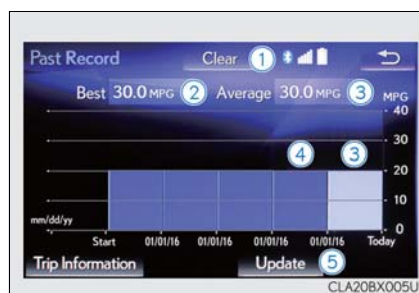 Past Record Clear 1
Best 30.0 MPG 2 Average 30.0 MPG 3 MPG
40
30
4 3
20
10
mm/dd/yy 0
Start 01/01/16 01/01/16 01/01/16 01/01/16 Today
Trip Information Update 5
CLA20BX005U